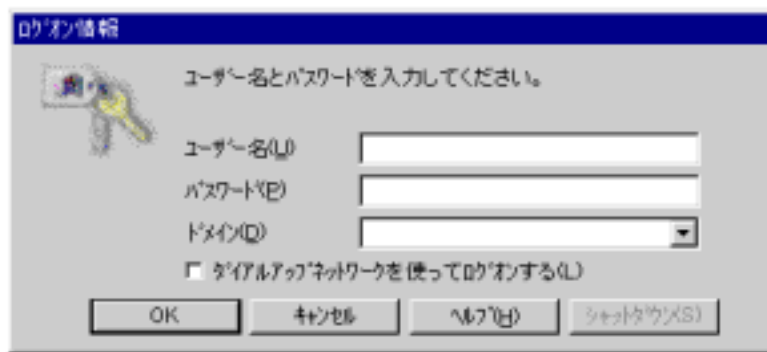 ﾛｸﾞｵﾝ情報
ﾕｰｻﾞｰ名とﾊﾟｽﾜｰﾄﾞを入力してください。
ﾕｰｻﾞｰ名(U)
ﾊﾟｽﾜｰﾄﾞ(P)
ﾄﾞﾒｲﾝ(D)
ﾀﾞｲｱﾙｱｯﾌﾟﾈｯﾄﾜｰｸを使ってﾛｸﾞｵﾝする(L)
OK ｷｬﾝｾﾙ ﾍﾙﾌﾟ(H) ｼｬｯﾄﾀﾞｳﾝ(S)